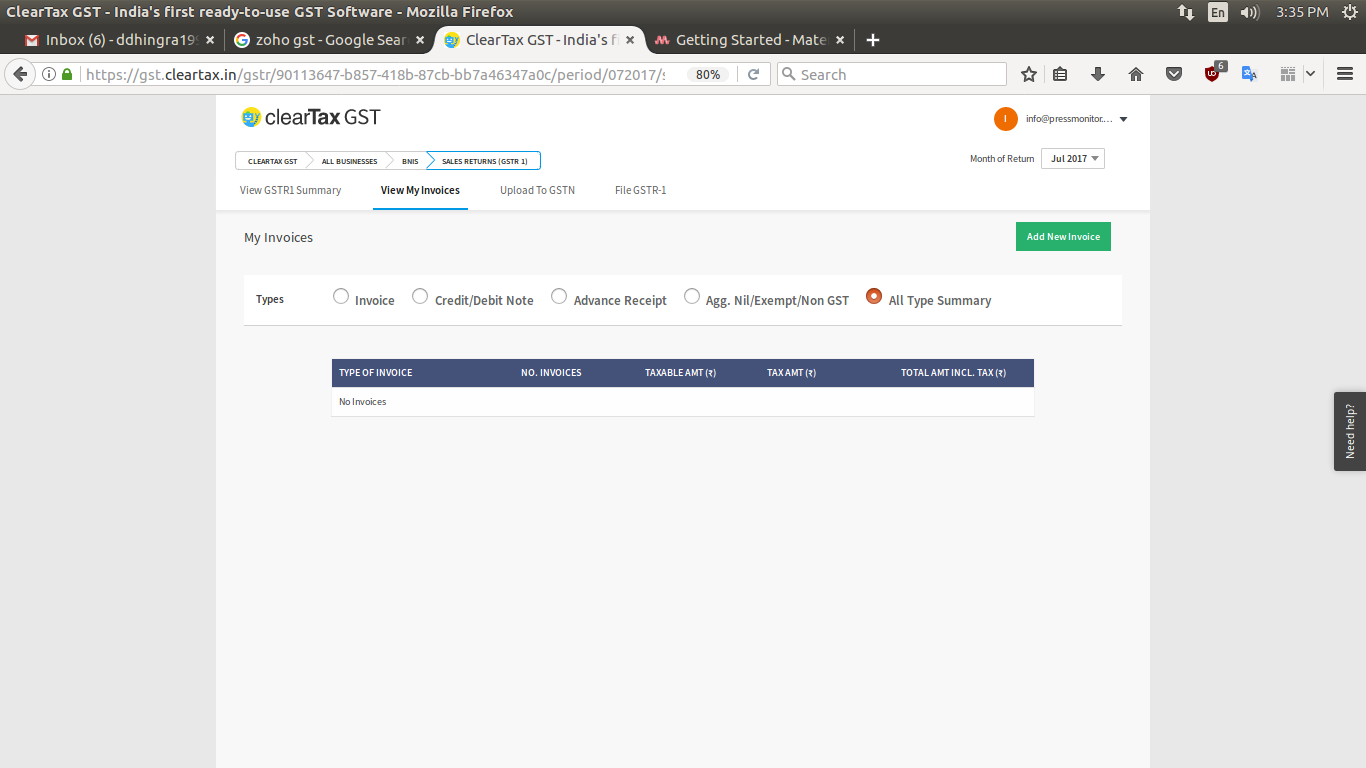 ClearTax GST - India's first ready-to-use GST Software - Mozilla Firefox
En
3:35 PM
Inbox (6) - ddhingra199
zoho gst - Google Sear
ClearTax GST - India's f
Getting Started - Mate
https://gst.cleartax.in/gstr/90113647-b857-418b-87cb-bb7a46347a0c/period/072017/s
80%
Search
6
clearTax GST
I
info@pressmonitor....
CLEARTAX GST
ALL BUSINESSES
BNIS
SALES RETURNS (GSTR 1)
Month of Return
Jul 2017
View GSTR1 Summary
View My Invoices
Upload To GSTN
File GSTR-1
My Invoices
Add New Invoice
Types
Invoice
Credit/Debit Note
Advance Receipt
Agg. Nil/Exempt/Non GST
All Type Summary
TYPE OF INVOICE
NO. INVOICES
TAXABLE AMT (₹)
TAX AMT (₹)
TOTAL AMT INCL. TAX (₹)
No Invoices
Need help?